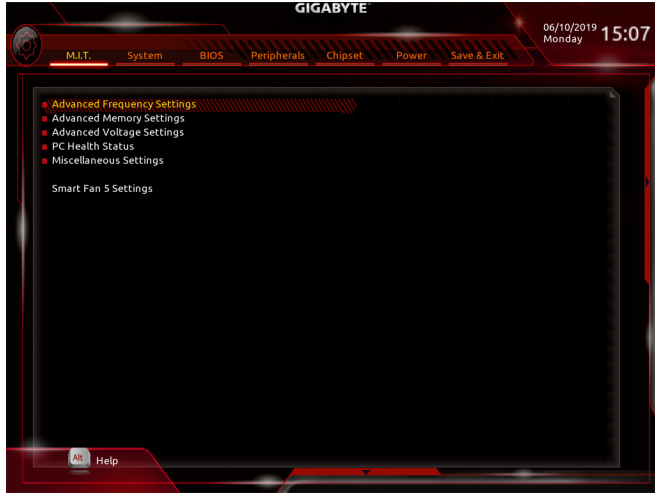 GIGABYTE
06/10/2019
Monday
15:07
M.I.T. System BIOS Peripherals Chipset Power Save & Exit
Advanced Frequency Settings
Advanced Memory Settings
Advanced Voltage Settings
PC Health Status
Miscellaneous Settings
Smart Fan 5 Settings
Alt Help